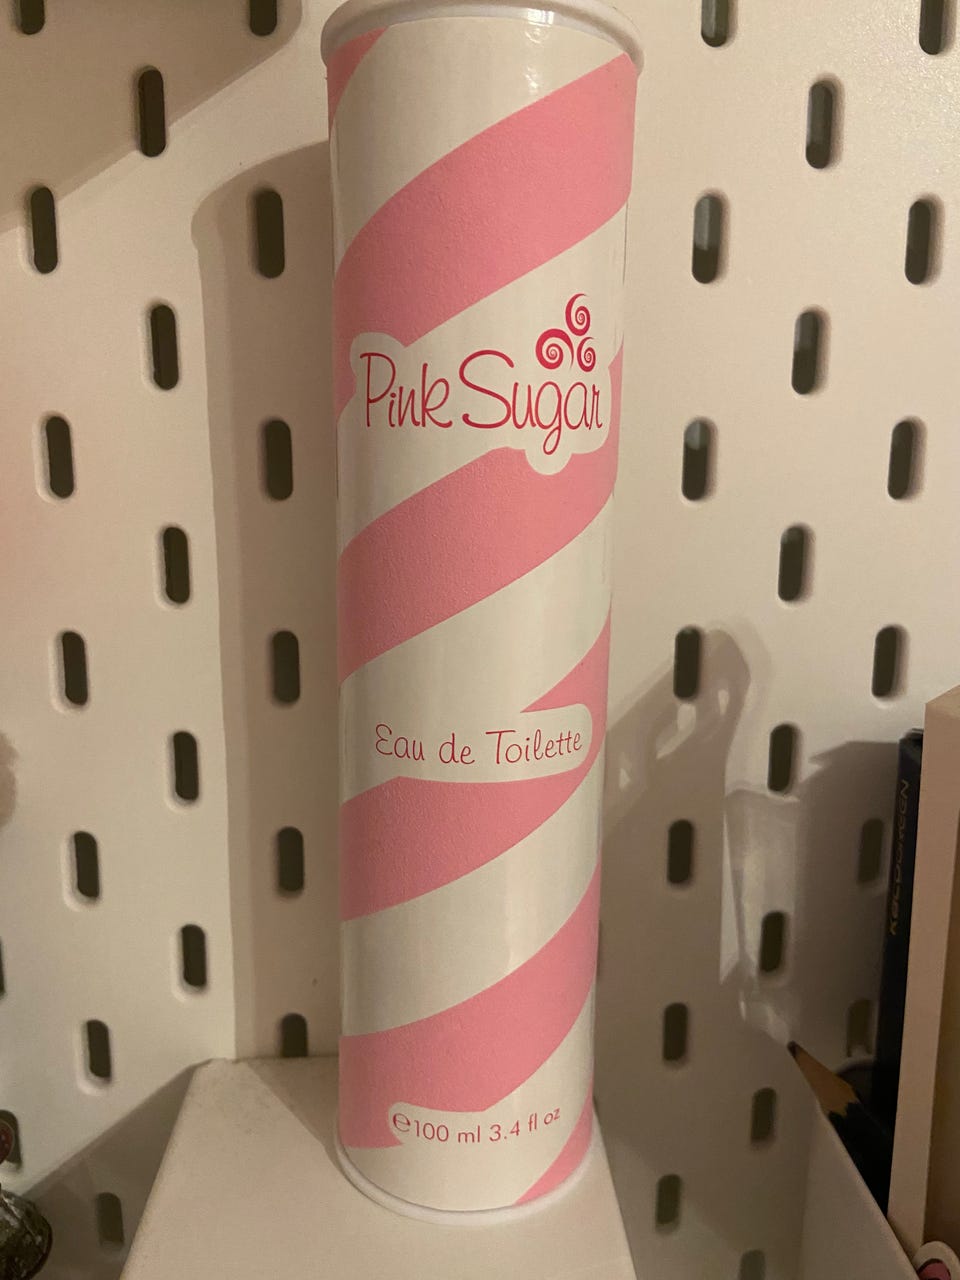 Pink Sugar
Eau de Toilette
℮100 ml 3.4 fl oz